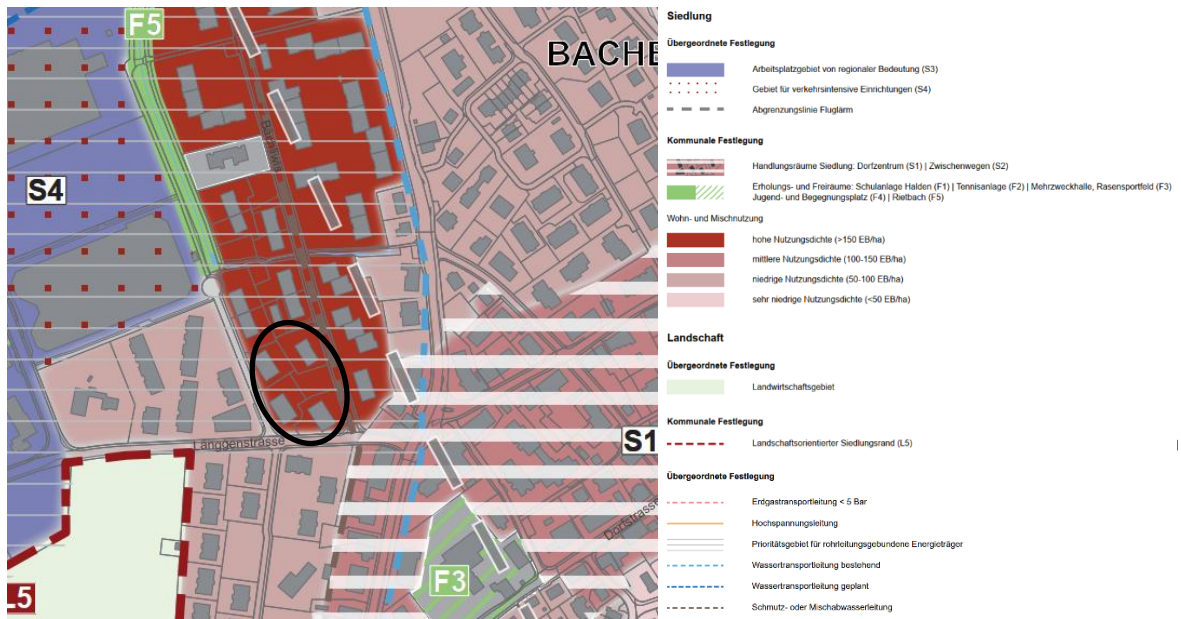 F5
BACHE
Bächliwis
S4
S1
Länggenstrasse
Dorfstrasse
F3
L5
Siedlung
Übergeordnete Festlegung
Arbeitsplatzgebiet von regionaler Bedeutung (S3)
Gebiet für verkehrsintensive Einrichtungen (S4)
Abgrenzungslinie Fluglärm
Kommunale Festlegung
Handlungsräume Siedlung: Dorfzentrum (S1) | Zwischenwegen (S2)
Erholungs- und Freiräume: Schulanlage Halden (F1) | Tennisanlage (F2) | Mehrzweckhalle, Rasensportfeld (F3)
Jugend- und Begegnungsplatz (F4) | Rietbach (F5)
Wohn- und Mischnutzung
hohe Nutzungsdichte (>150 EB/ha)
mittlere Nutzungsdichte (100-150 EB/ha)
niedrige Nutzungsdichte (50-100 EB/ha)
sehr niedrige Nutzungsdichte (<50 EB/ha)
Landschaft
Übergeordnete Festlegung
Landwirtschaftsgebiet
Kommunale Festlegung
Landschaftsorientierter Siedlungsrand (L5)
Übergeordnete Festlegung
Erdgastransportleitung < 5 Bar
Hochspannungsleitung
Prioritätsgebiet für rohrleitungsgebundene Energieträger
Wassertransportleitung bestehend
Wassertransportleitung geplant
Schmutz- oder Mischabwasserleitung